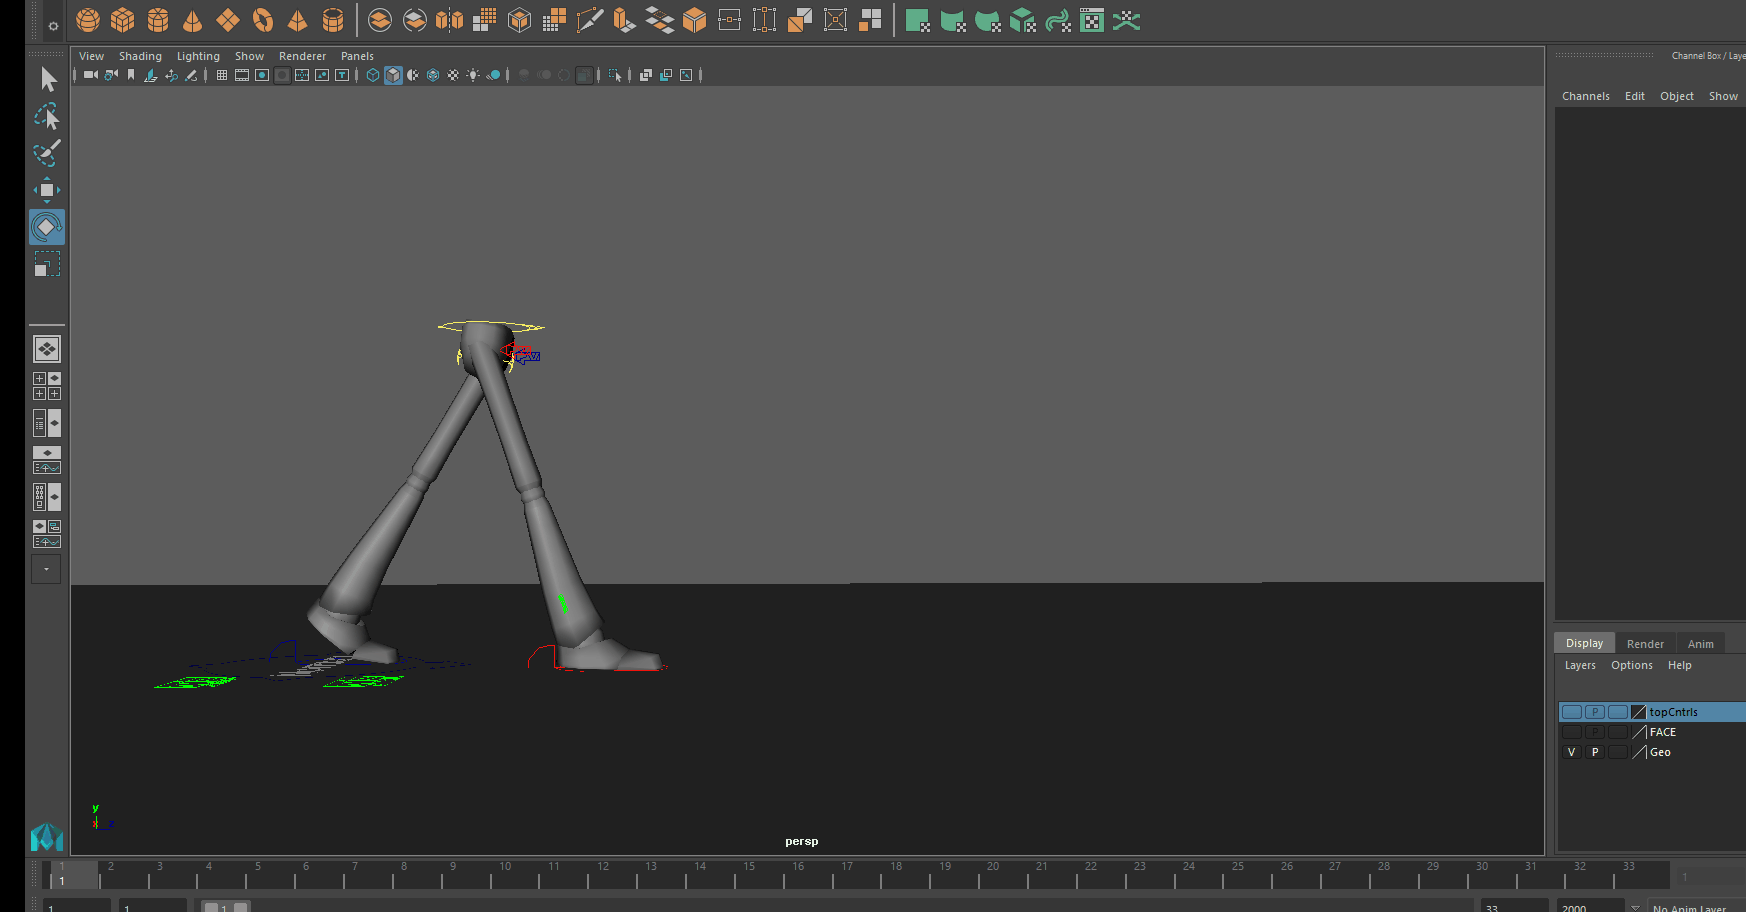 View Shading Lighting Show Renderer Panels
Channel Box / Laye
Channels Edit Object Show
Display Render Anim
Layers Options Help
P topCntrls
P FACE
V P Geo
y
z
persp
1 2 3 4 5 6 7 8 9 10 11 12 13 14 15 16 17 18 19 20 21 22 23 24 25 26 27 28 29 30 31 32 33
1
1
1 1 1 33 2000 No Anim Layer